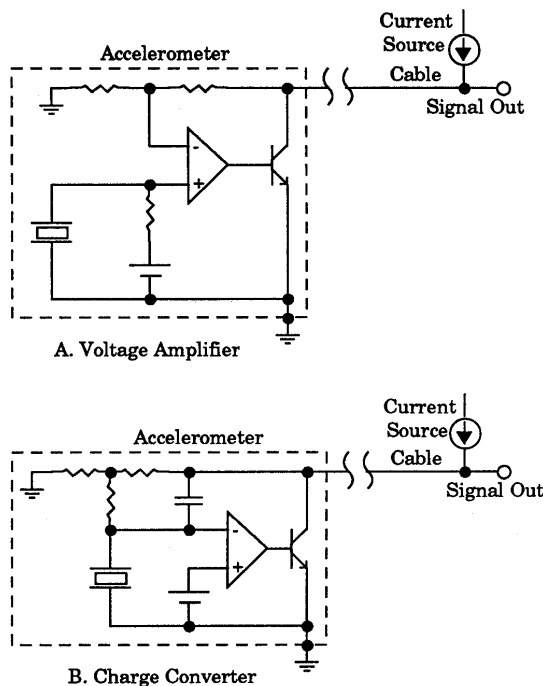 Current
Source
Accelerometer
Cable
Signal Out
-
+
A. Voltage Amplifier
Current
Source
Accelerometer
Cable
Signal Out
-
+
B. Charge Converter